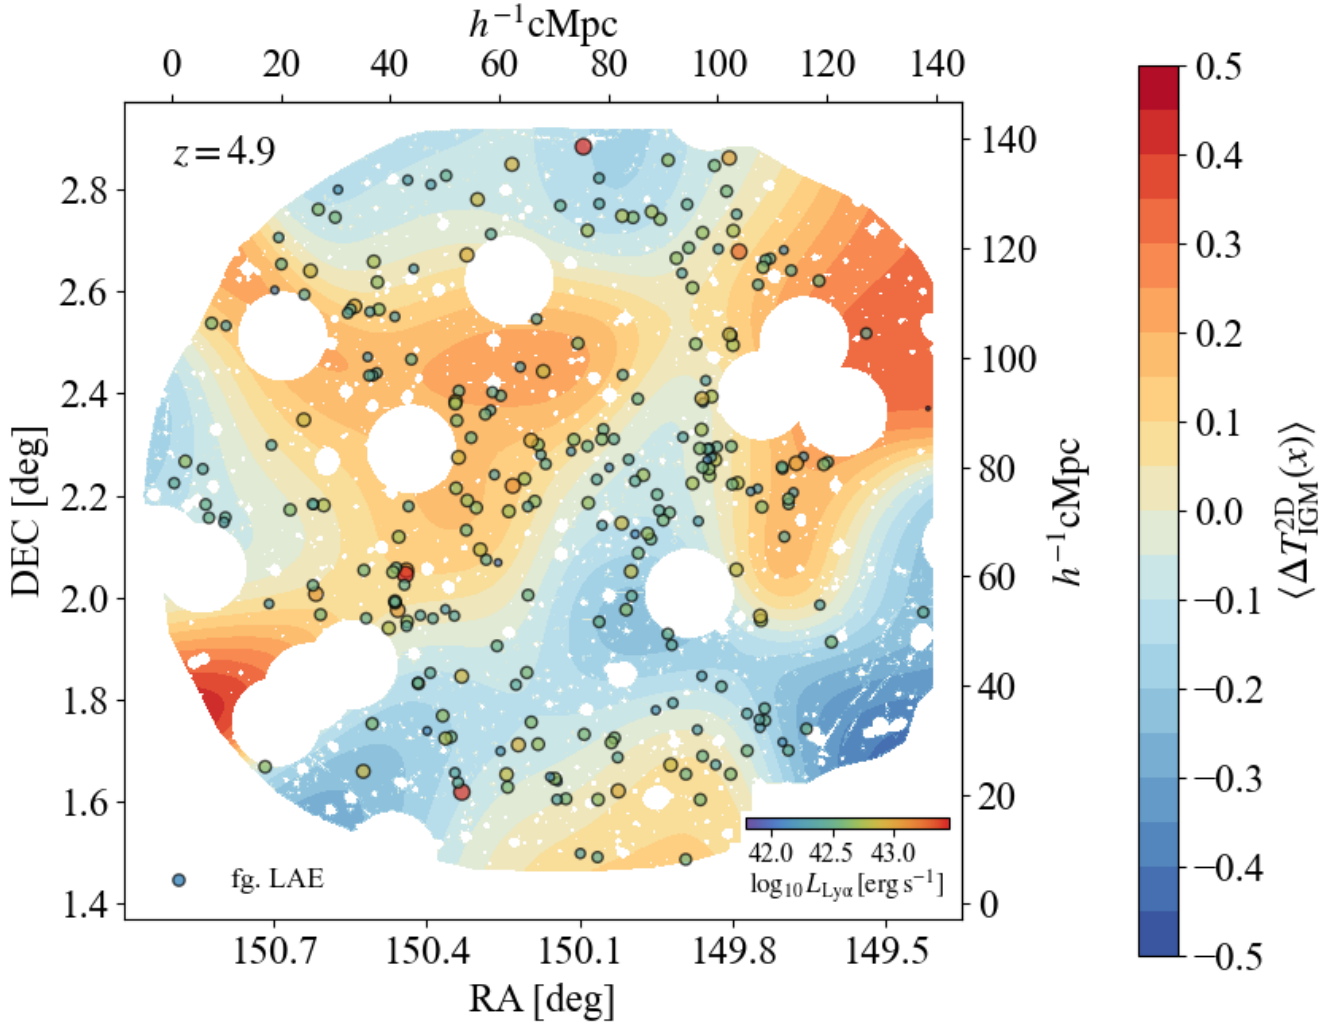 h⁻¹cMpc
0 20 40 60 80 100 120 140
z = 4.9
2.8
2.6
2.4
2.2
2.0
1.8
1.6
1.4
DEC [deg]
140
120
100
80
60
40
20
0
h⁻¹cMpc
42.0 42.5 43.0
log₁₀ L_Lyα [erg s⁻¹]
fg. LAE
150.7 150.4 150.1 149.8 149.5
RA [deg]
0.5
0.4
0.3
0.2
0.1
0.0
−0.1
−0.2
−0.3
−0.4
−0.5
⟨ΔT²ᴰ_IGM(x)⟩